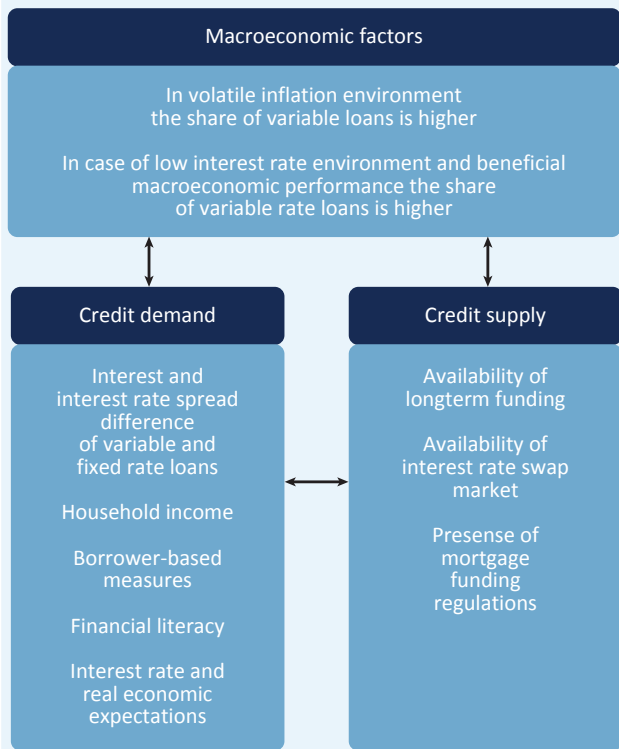 Macroeconomic factors
In volatile inflation environment
the share of variable loans is higher
In case of low interest rate environment and beneficial
macroeconomic performance the share
of variable rate loans is higher
Credit demand
Interest and
interest rate spread
difference
of variable and
fixed rate loans
Household income
Borrower-based
measures
Financial literacy
Interest rate and
real economic
expectations
Credit supply
Availability of
longterm funding
Availability of
interest rate swap
market
Presense of
mortgage
funding
regulations